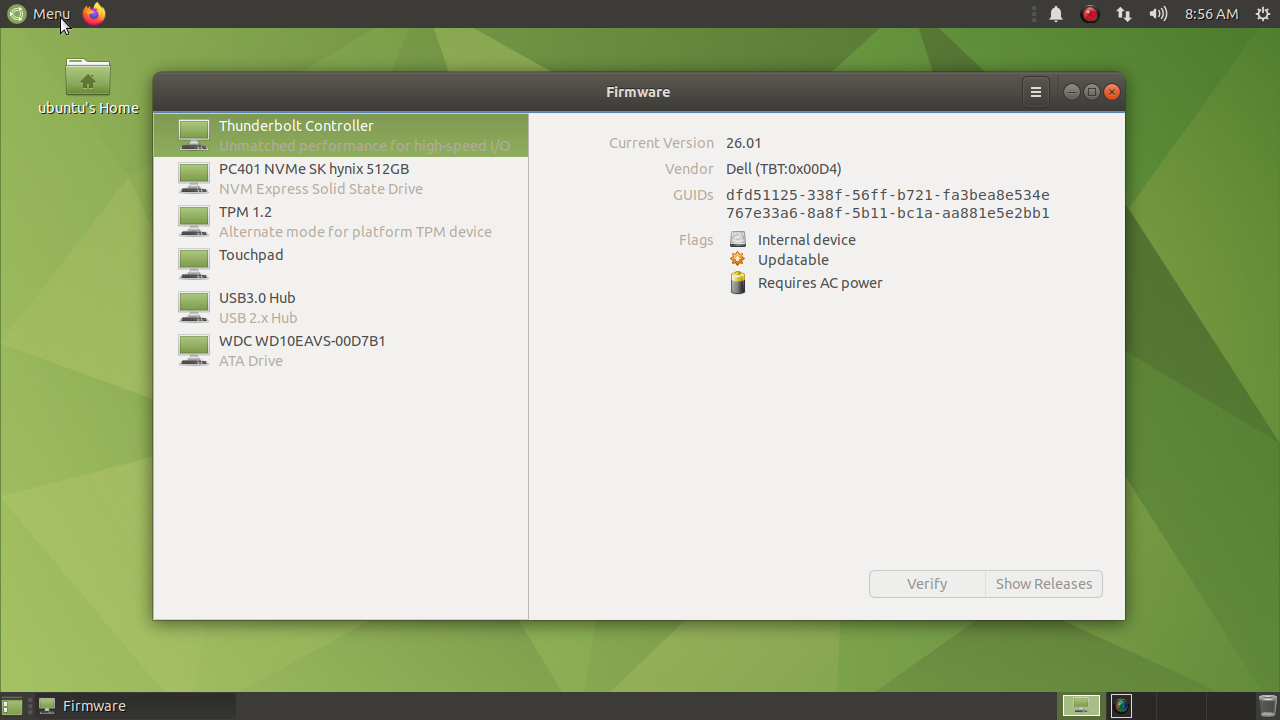 Menu
8:56 AM
ubuntu's Home
Firmware
Thunderbolt Controller
Unmatched performance for high-speed I/O
PC401 NVMe SK hynix 512GB
NVM Express Solid State Drive
TPM 1.2
Alternate mode for platform TPM device
Touchpad
USB3.0 Hub
USB 2.x Hub
WDC WD10EAVS-00D7B1
ATA Drive
Current Version 26.01
Vendor Dell (TBT:0x00D4)
GUIDs dfd51125-338f-56ff-b721-fa3bea8e534e
767e33a6-8a8f-5b11-bc1a-aa881e5e2bb1
Flags Internal device
Updatable
Requires AC power
Verify Show Releases
Firmware